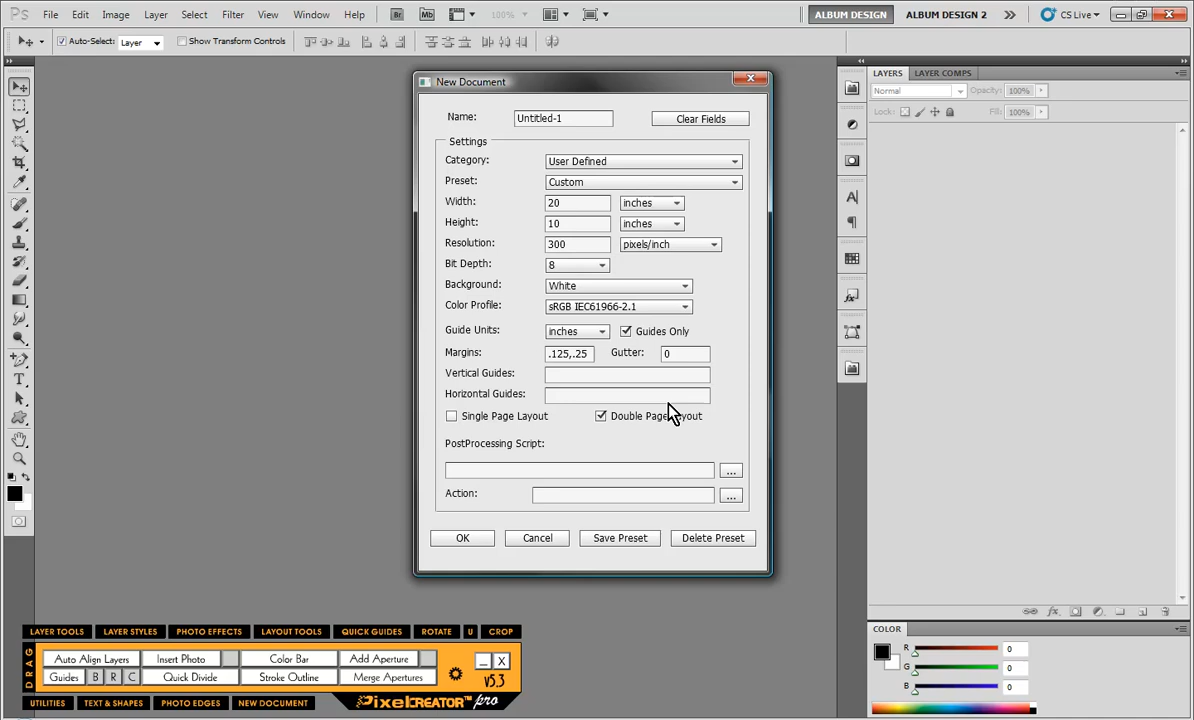 Ps File Edit Image Layer Select Filter View Window Help Br Mb 100% ALBUM DESIGN ALBUM DESIGN 2 CS Live
Auto-Select: Layer Show Transform Controls
New Document
Name: Untitled-1 Clear Fields
Settings
Category: User Defined
Preset: Custom
Width: 20 inches
Height: 10 inches
Resolution: 300 pixels/inch
Bit Depth: 8
Background: White
Color Profile: sRGB IEC61966-2.1
Guide Units: inches Guides Only
Margins: .125,.25 Gutter: 0
Vertical Guides:
Horizontal Guides:
Single Page Layout Double Page Layout
PostProcessing Script:
...
Action: ...
OK Cancel Save Preset Delete Preset
LAYERS LAYER COMPS
Normal Opacity: 100%
Lock: Fill: 100%
COLOR
R 0
G 0
B 0
LAYER TOOLS LAYER STYLES PHOTO EFFECTS LAYOUT TOOLS QUICK GUIDES ROTATE U CROP
DRAG
Auto Align Layers Insert Photo Color Bar Add Aperture _ X
Guides B R C Quick Divide Stroke Outline Merge Apertures v5.3
UTILITIES TEXT & SHAPES PHOTO EDGES NEW DOCUMENT PIXELCREATOR pro